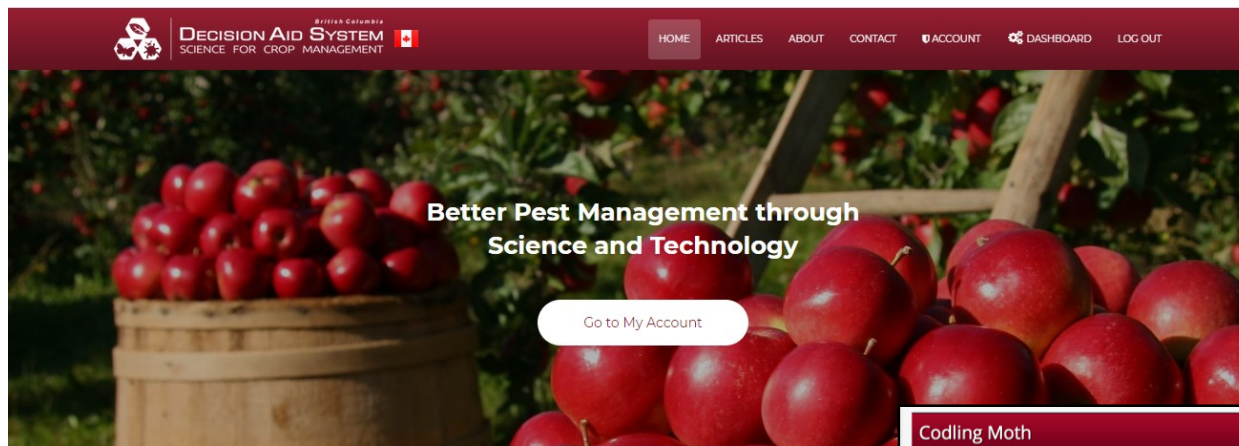 British Columbia
DECISION AID SYSTEM
SCIENCE FOR CROP MANAGEMENT
HOME ARTICLES ABOUT CONTACT ACCOUNT DASHBOARD LOG OUT
Better Pest Management through
Science and Technology
Go to My Account
Codling Moth